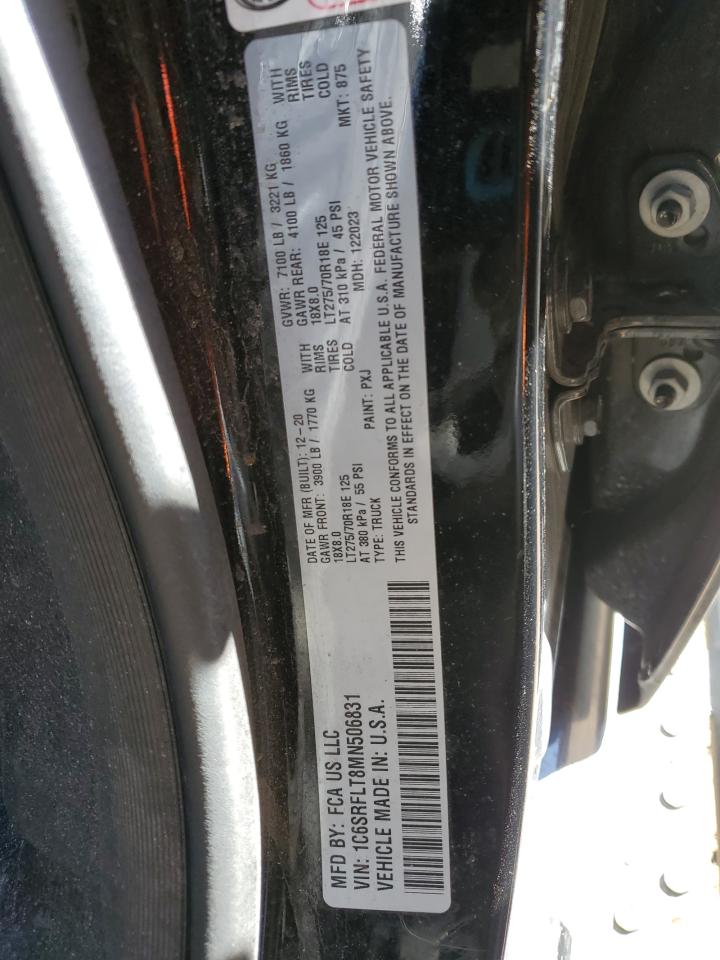 MFD BY: FCA US LLC
VIN: 1C6SRFLT8MN506831
VEHICLE MADE IN: U.S.A.
DATE OF MFR (BUILT): 12-20 GVWR: 7100 LB / 3221 KG
GAWR FRONT: 3900 LB / 1770 KG WITH GAWR REAR: 4100 LB / 1860 KG WITH
18X8.0 RIMS 18X8.0 RIMS
LT275/70R18E 125 TIRES LT275/70R18E 125 TIRES
AT 380 kPa / 55 PSI COLD AT 310 kPa / 45 PSI COLD
TYPE: TRUCK PAINT: PXJ MDH: 122023 MKT: 875
THIS VEHICLE CONFORMS TO ALL APPLICABLE U.S.A. FEDERAL MOTOR VEHICLE SAFETY
STANDARDS IN EFFECT ON THE DATE OF MANUFACTURE SHOWN ABOVE.